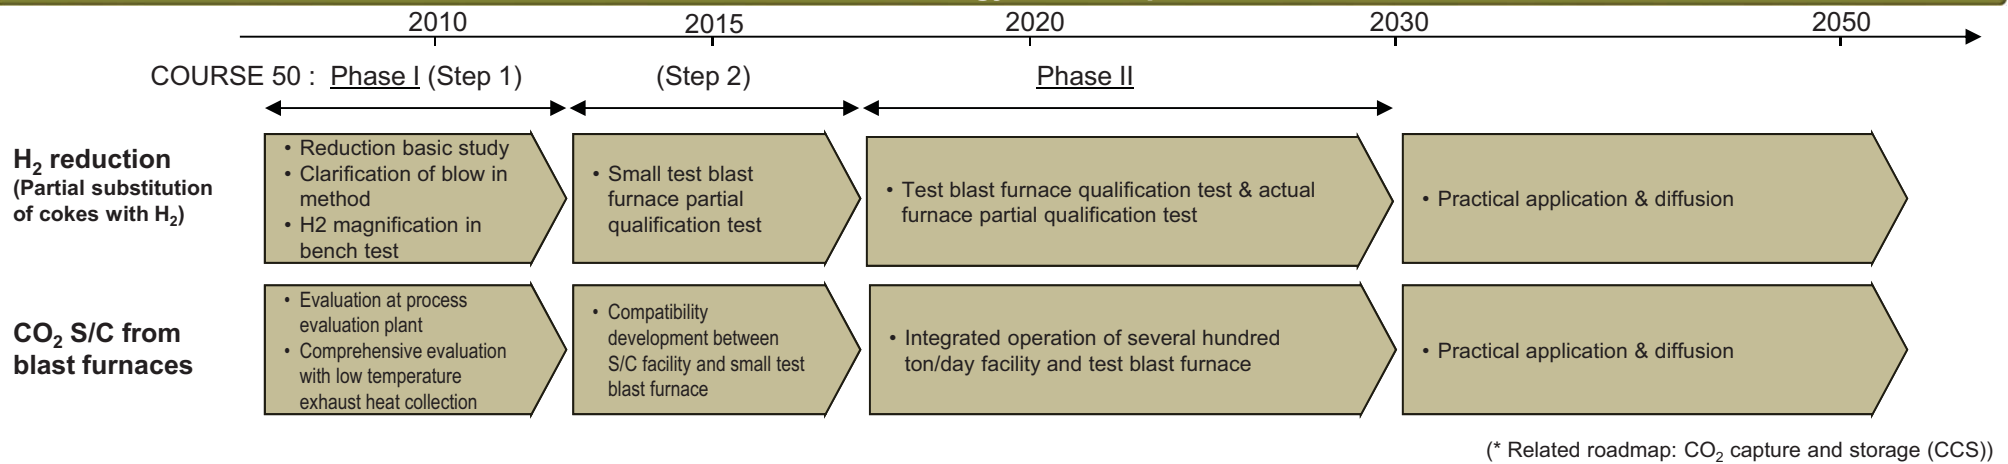 2010 2015 2020 2030 2050
COURSE 50 : Phase I (Step 1) (Step 2) Phase II
H₂ reduction
(Partial substitution
of cokes with H₂)
• Reduction basic study
• Clarification of blow in
method
• H2 magnification in
bench test
• Small test blast
furnace partial
qualification test
• Test blast furnace qualification test & actual
furnace partial qualification test
• Practical application & diffusion
CO₂ S/C from
blast furnaces
• Evaluation at process
evaluation plant
• Comprehensive evaluation
with low temperature
exhaust heat collection
• Compatibility
development between
S/C facility and small test
blast furnace
• Integrated operation of several hundred
ton/day facility and test blast furnace
• Practical application & diffusion
(* Related roadmap: CO₂ capture and storage (CCS))